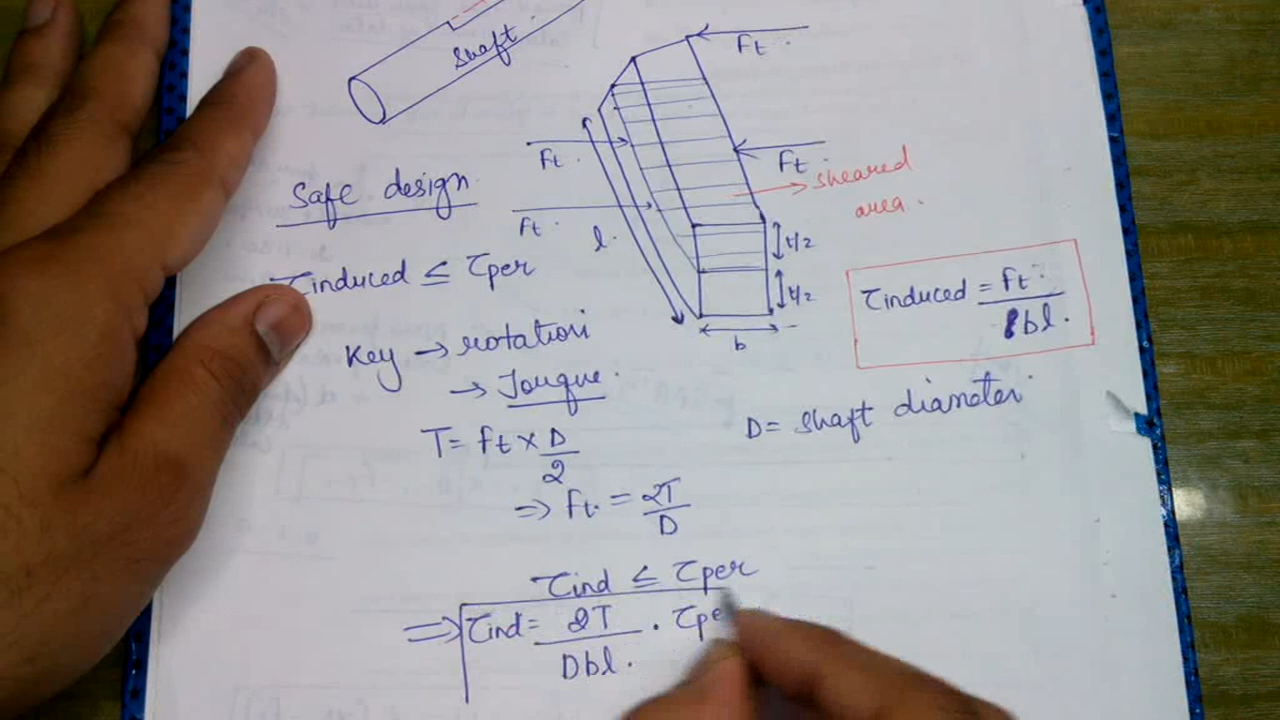 Shaft.
Ft.
Ft
Ft.
Ft.
sheared
area.
l.
t/2
t/2
b
Safe design
τinduced ≤ τper
τinduced = ft.
bl.
Key → rotation
→ Torque.
D = shaft diameter
T = ft × D
2
⇒ ft. = 2T
D
τind ≤ τper
⇒ τind = 2T . τpe
Dbl.